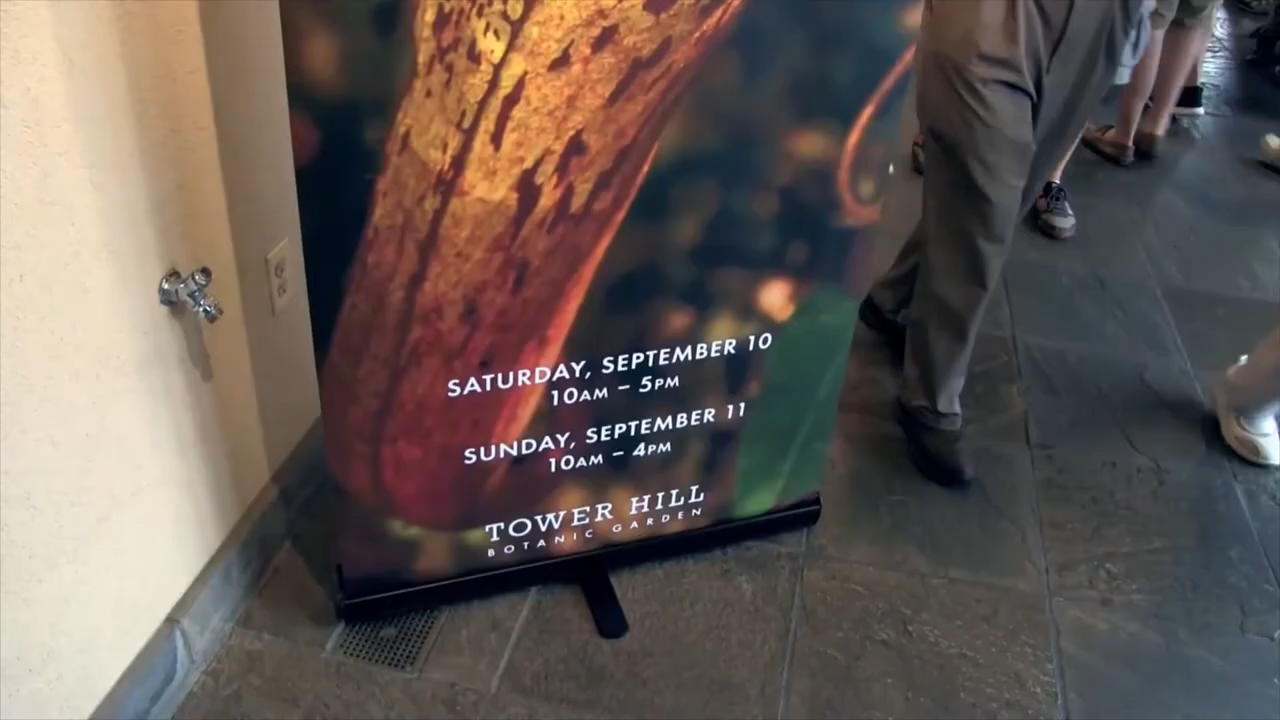 SATURDAY, SEPTEMBER 10
10AM – 5PM
SUNDAY, SEPTEMBER 11
10AM – 4PM
TOWER HILL
BOTANIC GARDEN